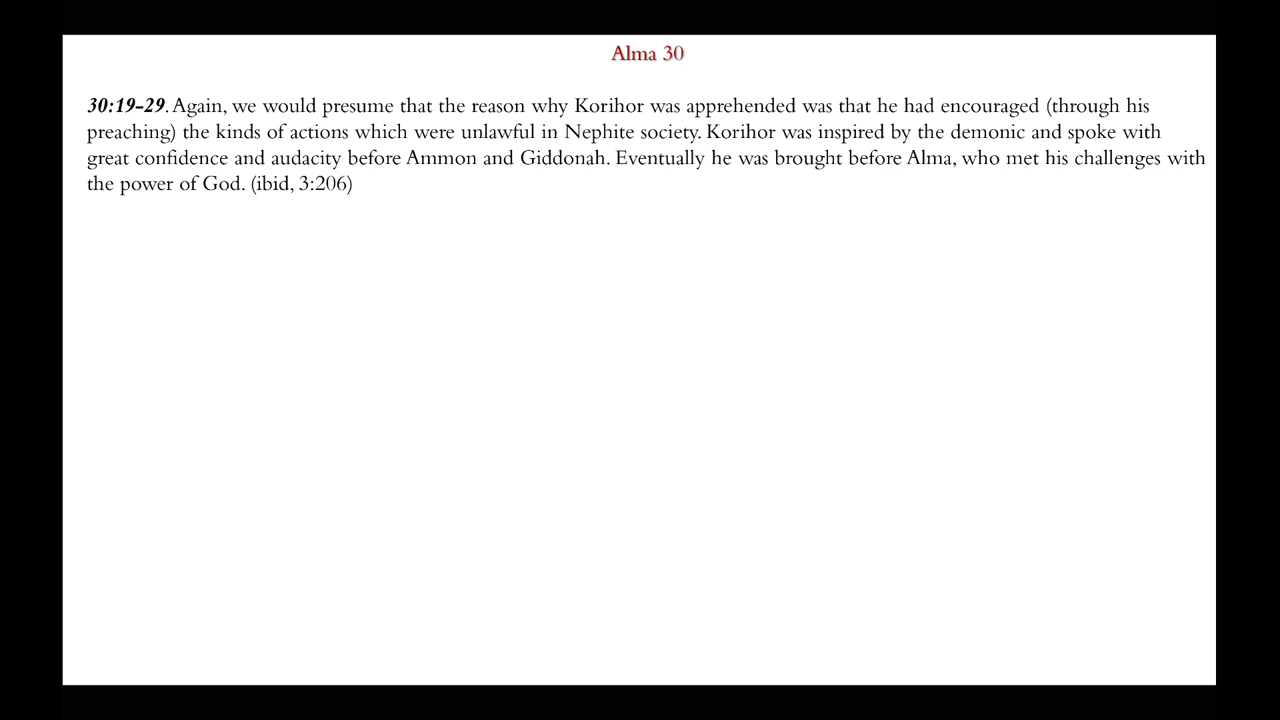 Alma 30
30:19-29. Again, we would presume that the reason why Korihor was apprehended was that he had encouraged (through his
preaching) the kinds of actions which were unlawful in Nephite society. Korihor was inspired by the demonic and spoke with
great confidence and audacity before Ammon and Giddonah. Eventually he was brought before Alma, who met his challenges with
the power of God. (ibid, 3:206)